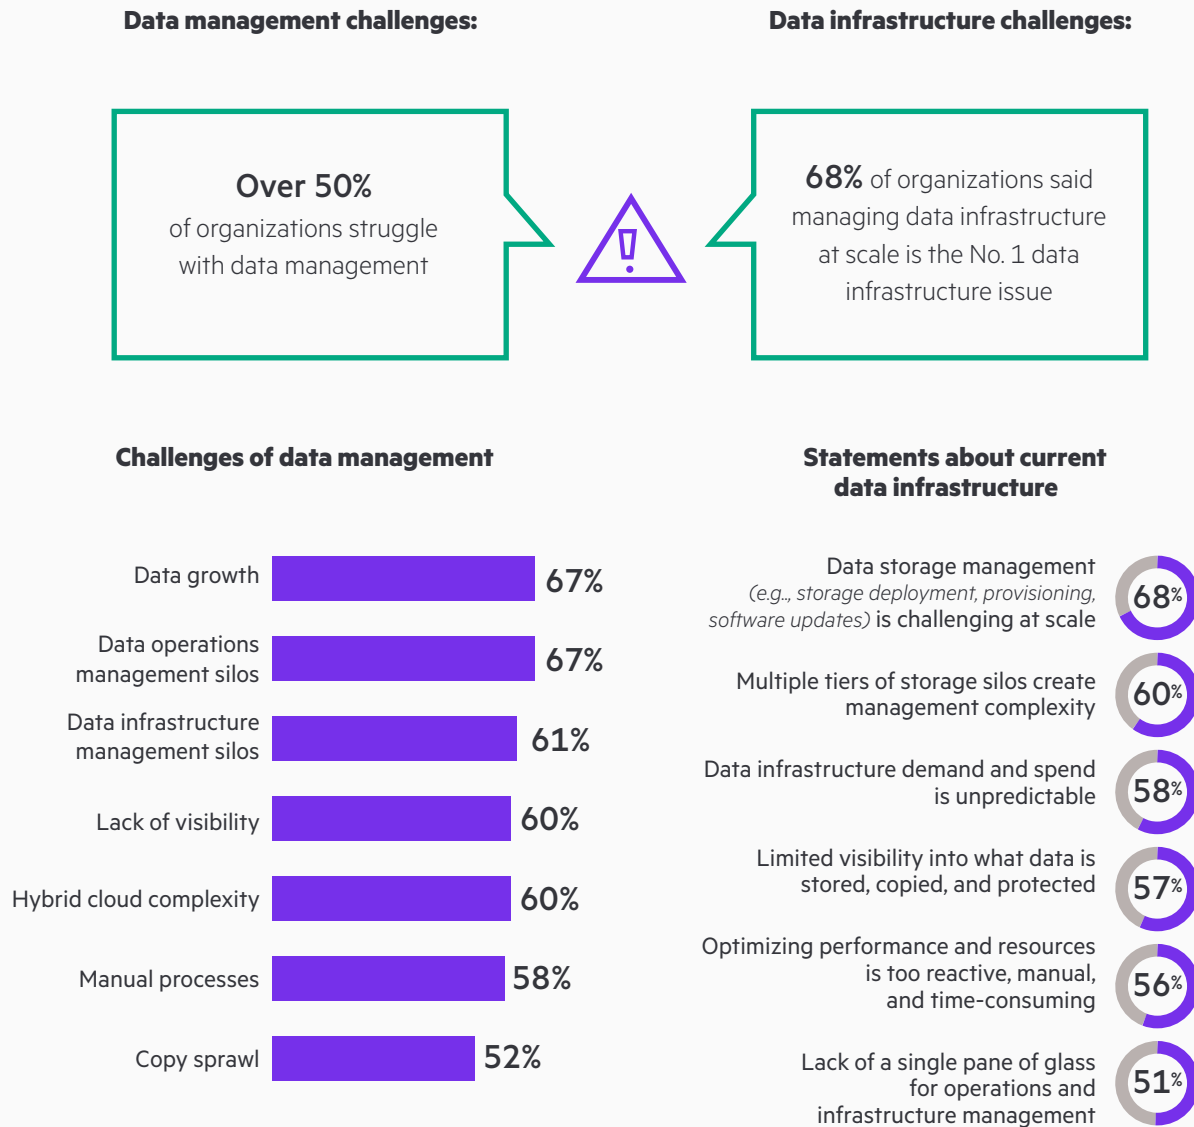 Data management challenges:
Over 50%
of organizations struggle
with data management
Data infrastructure challenges:
68% of organizations said
managing data infrastructure
at scale is the No. 1 data
infrastructure issue
Challenges of data management
Data growth
67%
Data operations
management silos
67%
Data infrastructure
management silos
61%
Lack of visibility
60%
Hybrid cloud complexity
60%
Manual processes
58%
Copy sprawl
52%
Statements about current
data infrastructure
Data storage management
(e.g., storage deployment, provisioning,
software updates) is challenging at scale
68%
Multiple tiers of storage silos create
management complexity
60%
Data infrastructure demand and spend
is unpredictable
58%
Limited visibility into what data is
stored, copied, and protected
57%
Optimizing performance and resources
is too reactive, manual,
and time-consuming
56%
Lack of a single pane of glass
for operations and
infrastructure management
51%